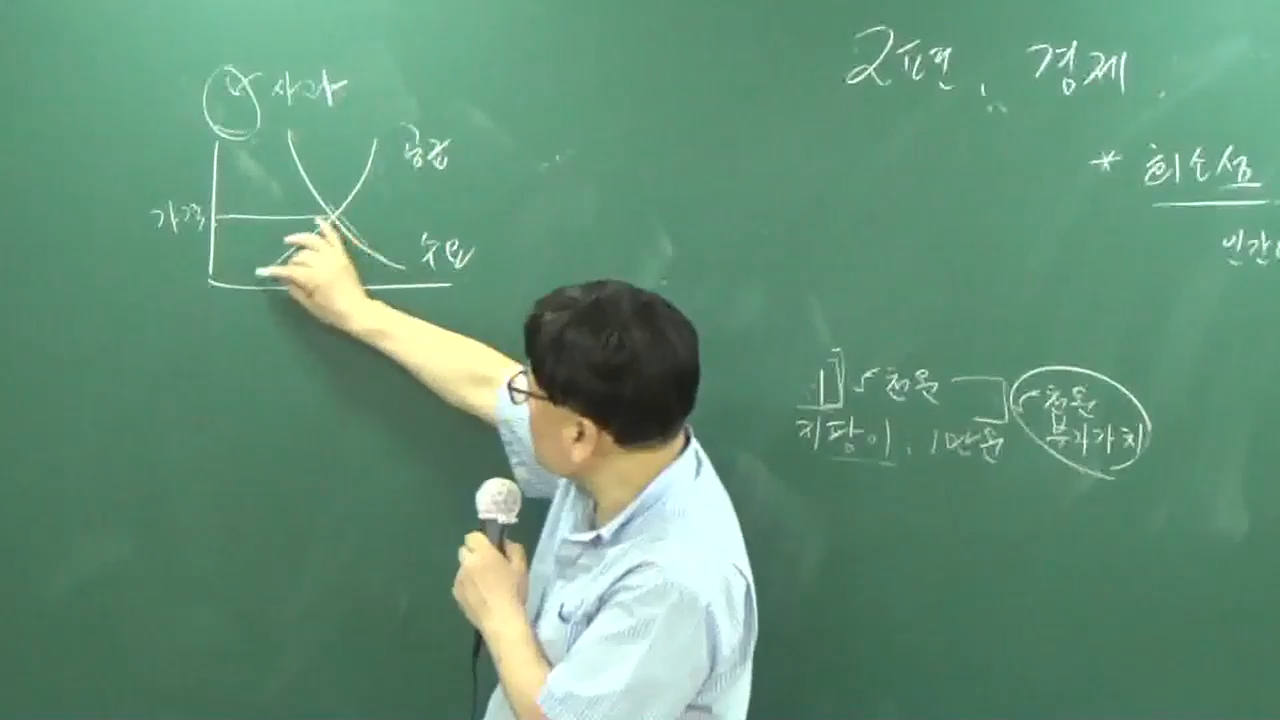 사과
공급
가격
수요
2편. 경제
* 희소성
인간
5천원
지팡이. 1만원
5천원
부가가치